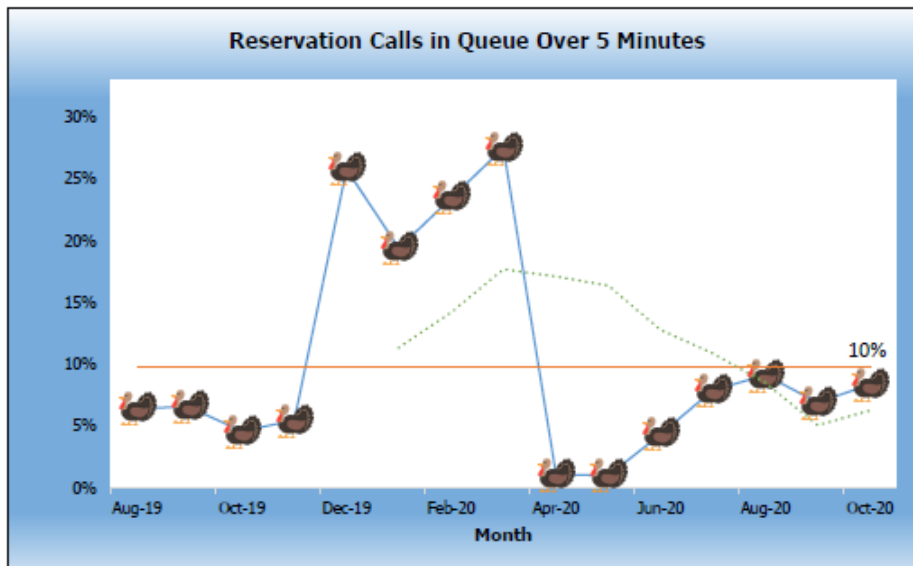 Reservation Calls in Queue Over 5 Minutes
30%
25%
20%
15%
10%
10%
5%
0%
Aug-19 Oct-19 Dec-19 Feb-20 Apr-20 Jun-20 Aug-20 Oct-20
Month